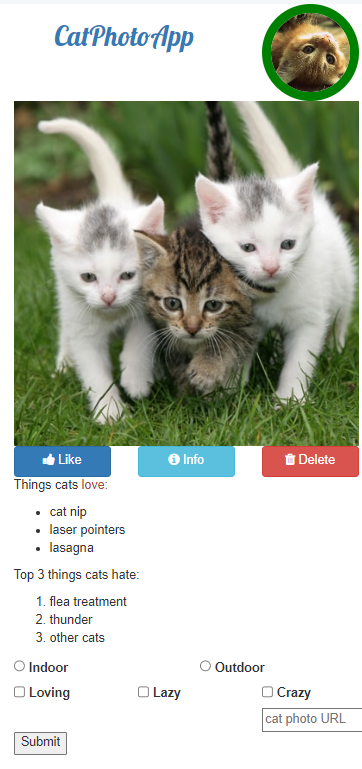 CatPhotoApp
Like Info Delete
Things cats love:
cat nip
laser pointers
lasagna
Top 3 things cats hate:
1. flea treatment
2. thunder
3. other cats
Indoor Outdoor
Loving Lazy Crazy
cat photo URL
Submit